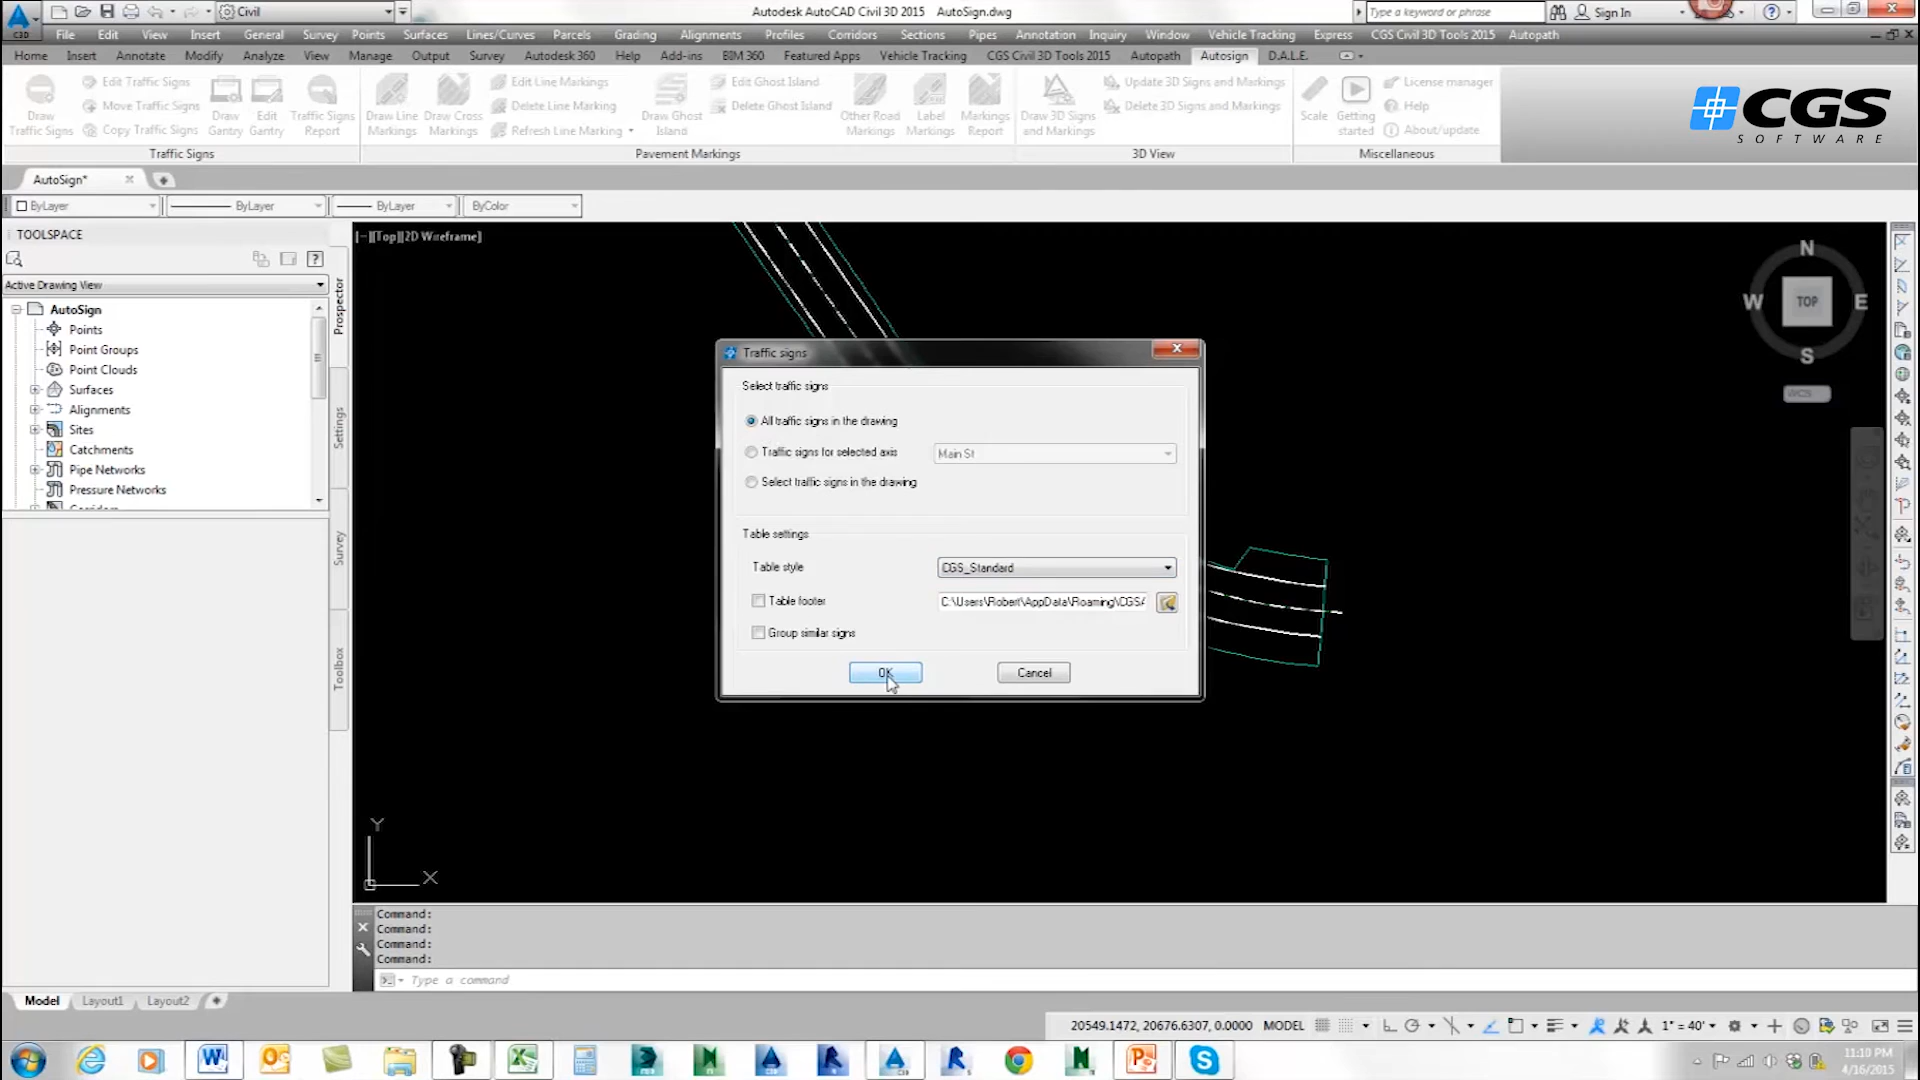 Civil
Autodesk AutoCAD Civil 3D 2015 AutoSign.dwg
Type a keyword or phrase
Sign In
C3D
File Edit View Insert General Survey Points Surfaces Lines/Curves Parcels Grading Alignments Profiles Corridors Sections Pipes Annotation Inquiry Window Vehicle Tracking Express CGS Civil 3D Tools 2015 Autopath
Home Insert Annotate Modify Analyze View Manage Output Survey Autodesk 360 Help Add-ins BIM 360 Featured Apps Vehicle Tracking CGS Civil 3D Tools 2015 Autopath Autosign D.A.L.E.
Draw Traffic Signs
Edit Traffic Signs
Move Traffic Signs
Copy Traffic Signs
Draw Gantry
Edit Gantry
Traffic Signs Report
Draw Line Markings
Draw Cross Markings
Edit Line Markings
Delete Line Marking
Refresh Line Marking
Draw Ghost Island
Edit Ghost Island
Delete Ghost Island
Other Road Markings
Label Markings
Markings Report
Draw 3D Signs and Markings
Update 3D Signs and Markings
Delete 3D Signs and Markings
Scale
Getting started
License manager
Help
About/update
Traffic Signs
Pavement Markings
3D View
Miscellaneous
CGS
SOFTWARE
AutoSign*
ByLayer
ByLayer
ByLayer
ByColor
TOOLSPACE
Active Drawing View
AutoSign
Points
Point Groups
Point Clouds
Surfaces
Alignments
Sites
Catchments
Pipe Networks
Pressure Networks
Prospector
Settings
Survey
Toolbox
[-][Top][2D Wireframe]
N
W
TOP
E
S
WCS
Traffic signs
Select traffic signs
All traffic signs in the drawing
Traffic signs for selected axis
Main St
Select traffic signs in the drawing
Table settings
Table style
CGS_Standard
Table footer
C:\Users\Robert\AppData\Roaming\CGSA
Group similar signs
OK
Cancel
Y
X
Command:
Command:
Command:
Command:
Type a command
Model Layout1 Layout2
20549.1472, 20676.6307, 0.0000 MODEL
1" = 40'
11:10 PM
4/16/2015